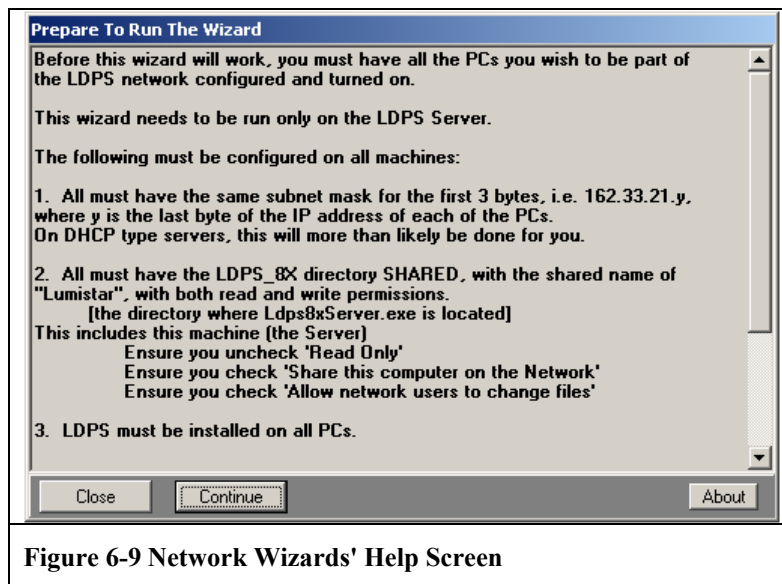 Prepare To Run The Wizard
Before this wizard will work, you must have all the PCs you wish to be part of
the LDPS network configured and turned on.
This wizard needs to be run only on the LDPS Server.
The following must be configured on all machines:
1. All must have the same subnet mask for the first 3 bytes, i.e. 162.33.21.y,
where y is the last byte of the IP address of each of the PCs.
On DHCP type servers, this will more than likely be done for you.
2. All must have the LDPS_8X directory SHARED, with the shared name of
"Lumistar", with both read and write permissions.
[the directory where Ldps8xServer.exe is located]
This includes this machine (the Server)
Ensure you uncheck 'Read Only'
Ensure you check 'Share this computer on the Network'
Ensure you check 'Allow network users to change files'
3. LDPS must be installed on all PCs.
Close Continue About
Figure 6-9 Network Wizards' Help Screen